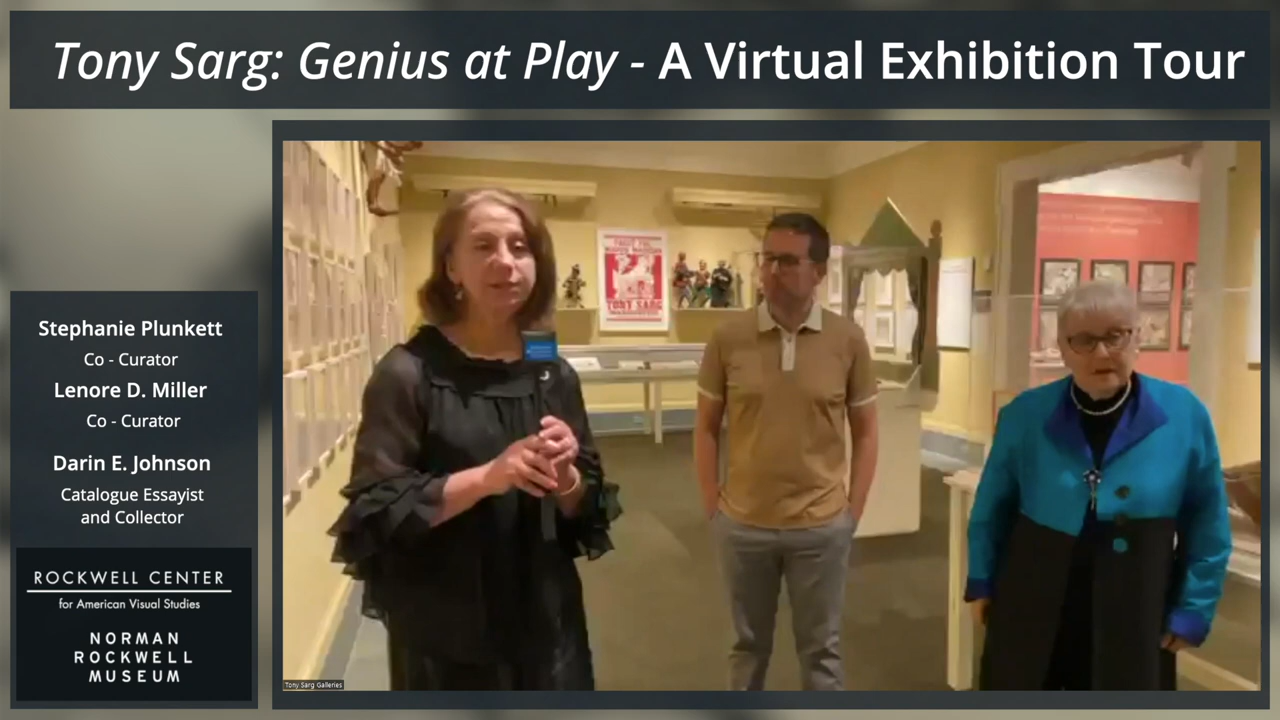 Tony Sarg: Genius at Play - A Virtual Exhibition Tour
Stephanie Plunkett
Co - Curator
Lenore D. Miller
Co - Curator
Darin E. Johnson
Catalogue Essayist
and Collector
ROCKWELL CENTER
for American Visual Studies
NORMAN
ROCKWELL
MUSEUM
TONY SARG
Tony Sarg Galleries